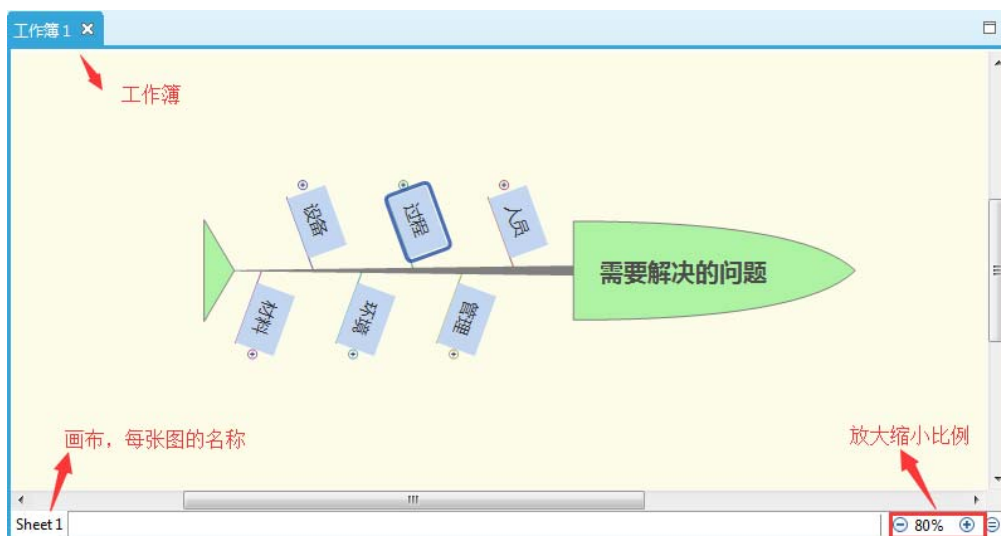 工作簿 1
工作簿
设备
过程
人员
需要解决的问题
材料
环境
管理
画布，每张图的名称
放大缩小比例
Sheet 1
80%